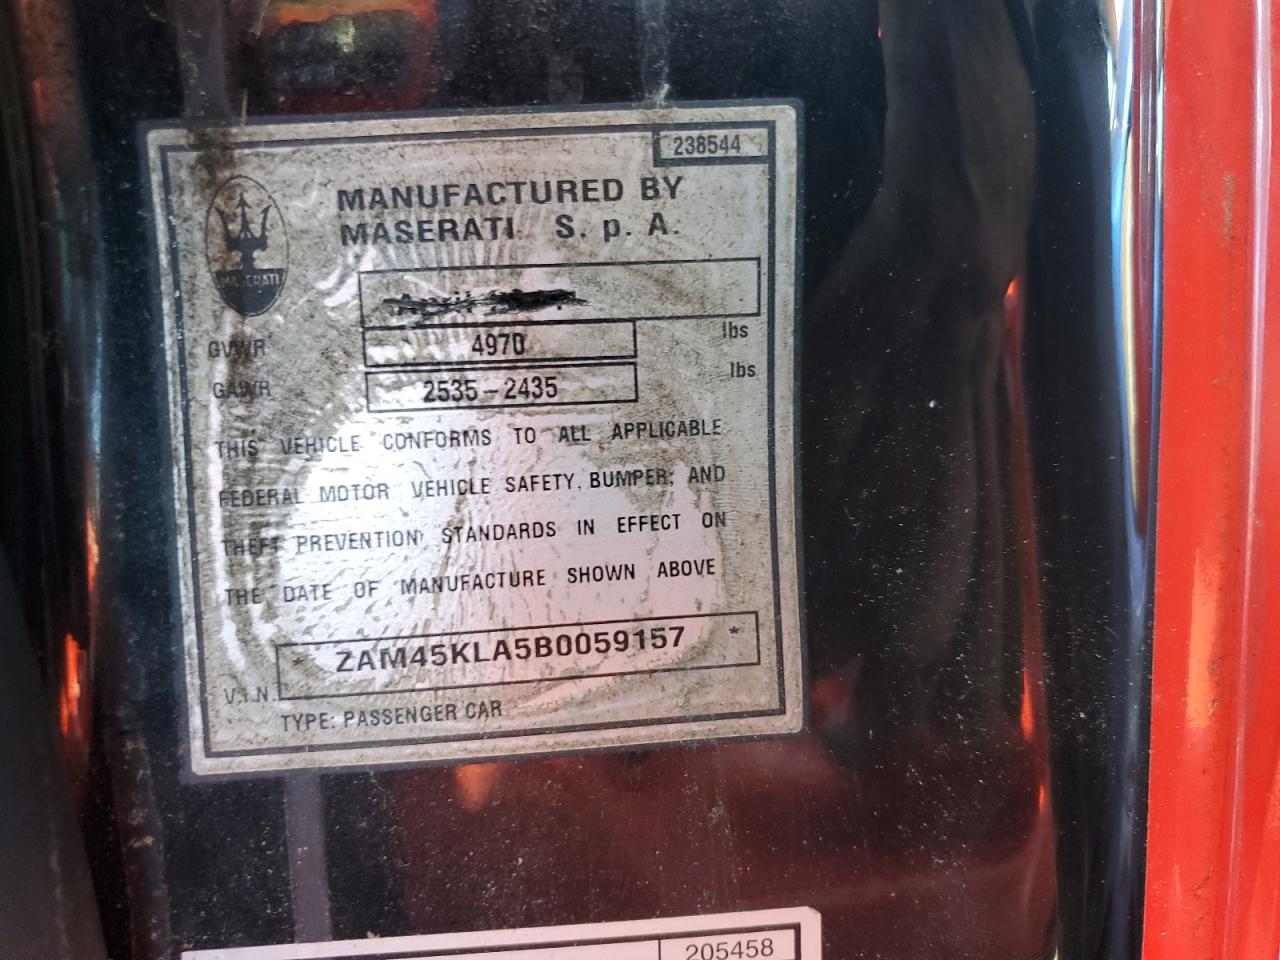 238544
MANUFACTURED BY
MASERATI S. p. A.
MASERATI
lbs
GVWR 4970
lbs
GAWR 2535-2435
THIS VEHICLE CONFORMS TO ALL APPLICABLE
FEDERAL MOTOR VEHICLE SAFETY, BUMPER, AND
THEFT PREVENTION STANDARDS IN EFFECT ON
THE DATE OF MANUFACTURE SHOWN ABOVE
* ZAM45KLA5B0059157 *
V.I.N.
TYPE: PASSENGER CAR
205458